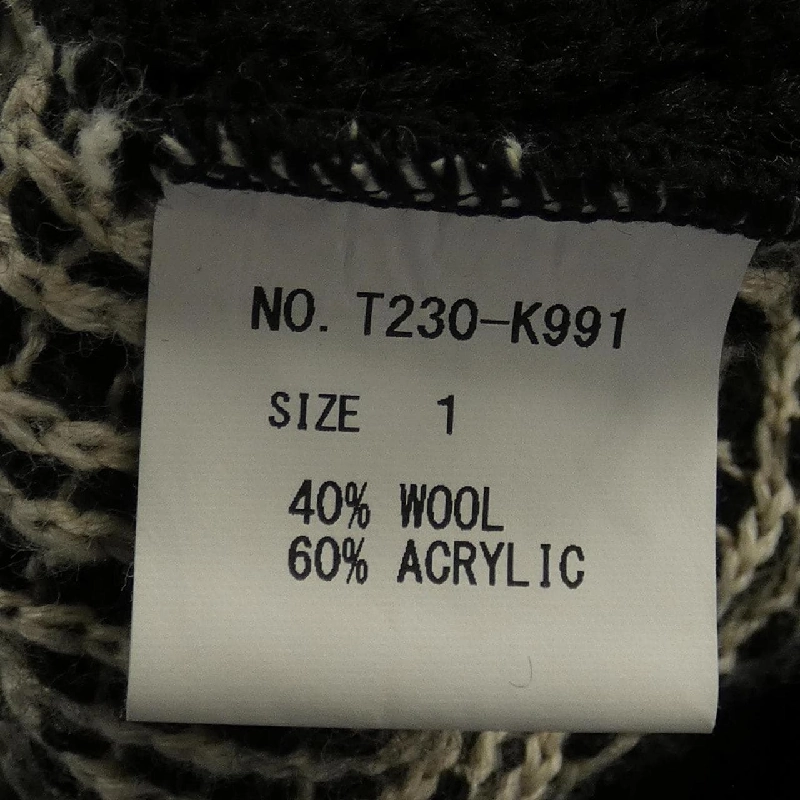 NO. T230-K991
SIZE 1
40% WOOL
60% ACRYLIC